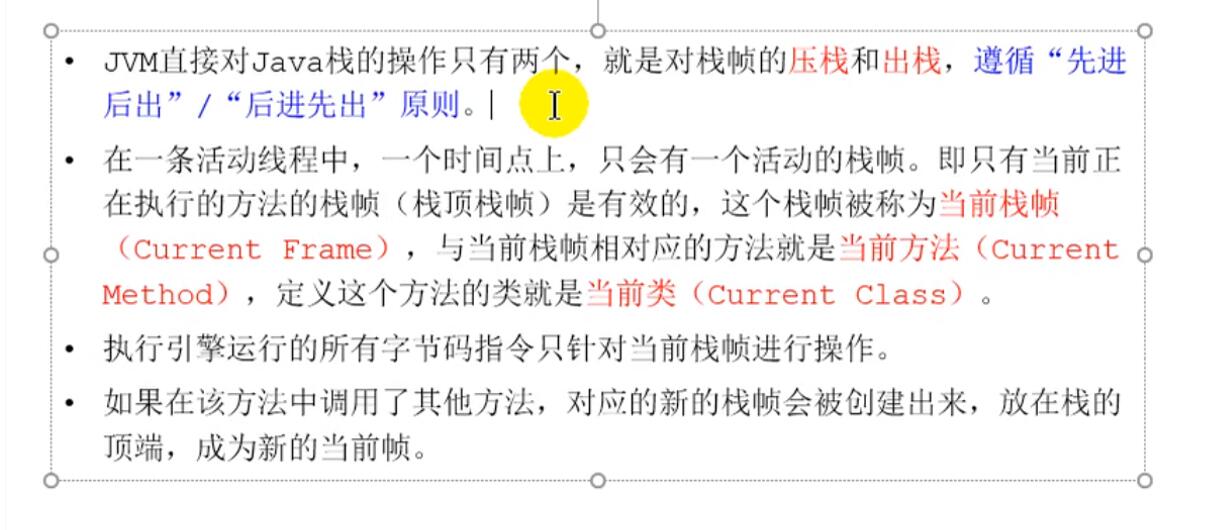 • JVM直接对Java栈的操作只有两个，就是对栈帧的压栈和出栈，遵循“先进
后出”/“后进先出”原则。
• 在一条活动线程中，一个时间点上，只会有一个活动的栈帧。即只有当前正
在执行的方法的栈帧（栈顶栈帧）是有效的，这个栈帧被称为当前栈帧
（Current Frame），与当前栈帧相对应的方法就是当前方法（Current
Method），定义这个方法的类就是当前类（Current Class）。
• 执行引擎运行的所有字节码指令只针对当前栈帧进行操作。
• 如果在该方法中调用了其他方法，对应的新的栈帧会被创建出来，放在栈的
顶端，成为新的当前帧。